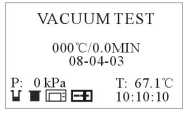 VACUUM TEST
000℃/0.0MIN
08-04-03
P: 0 kPa T: 67.1℃
10:10:10